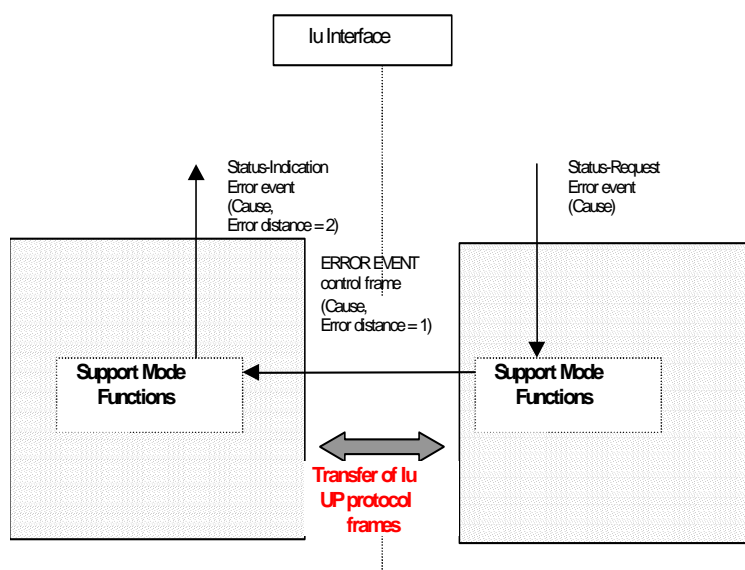 Iu Interface
Status-Indication
Error event
(Cause,
Error distance = 2)
Status-Request
Error event
(Cause)
ERROR EVENT
control frame
(Cause,
Error distance = 1)
Support Mode
Functions
Support Mode
Functions
Transfer of Iu
UP protocol
frames